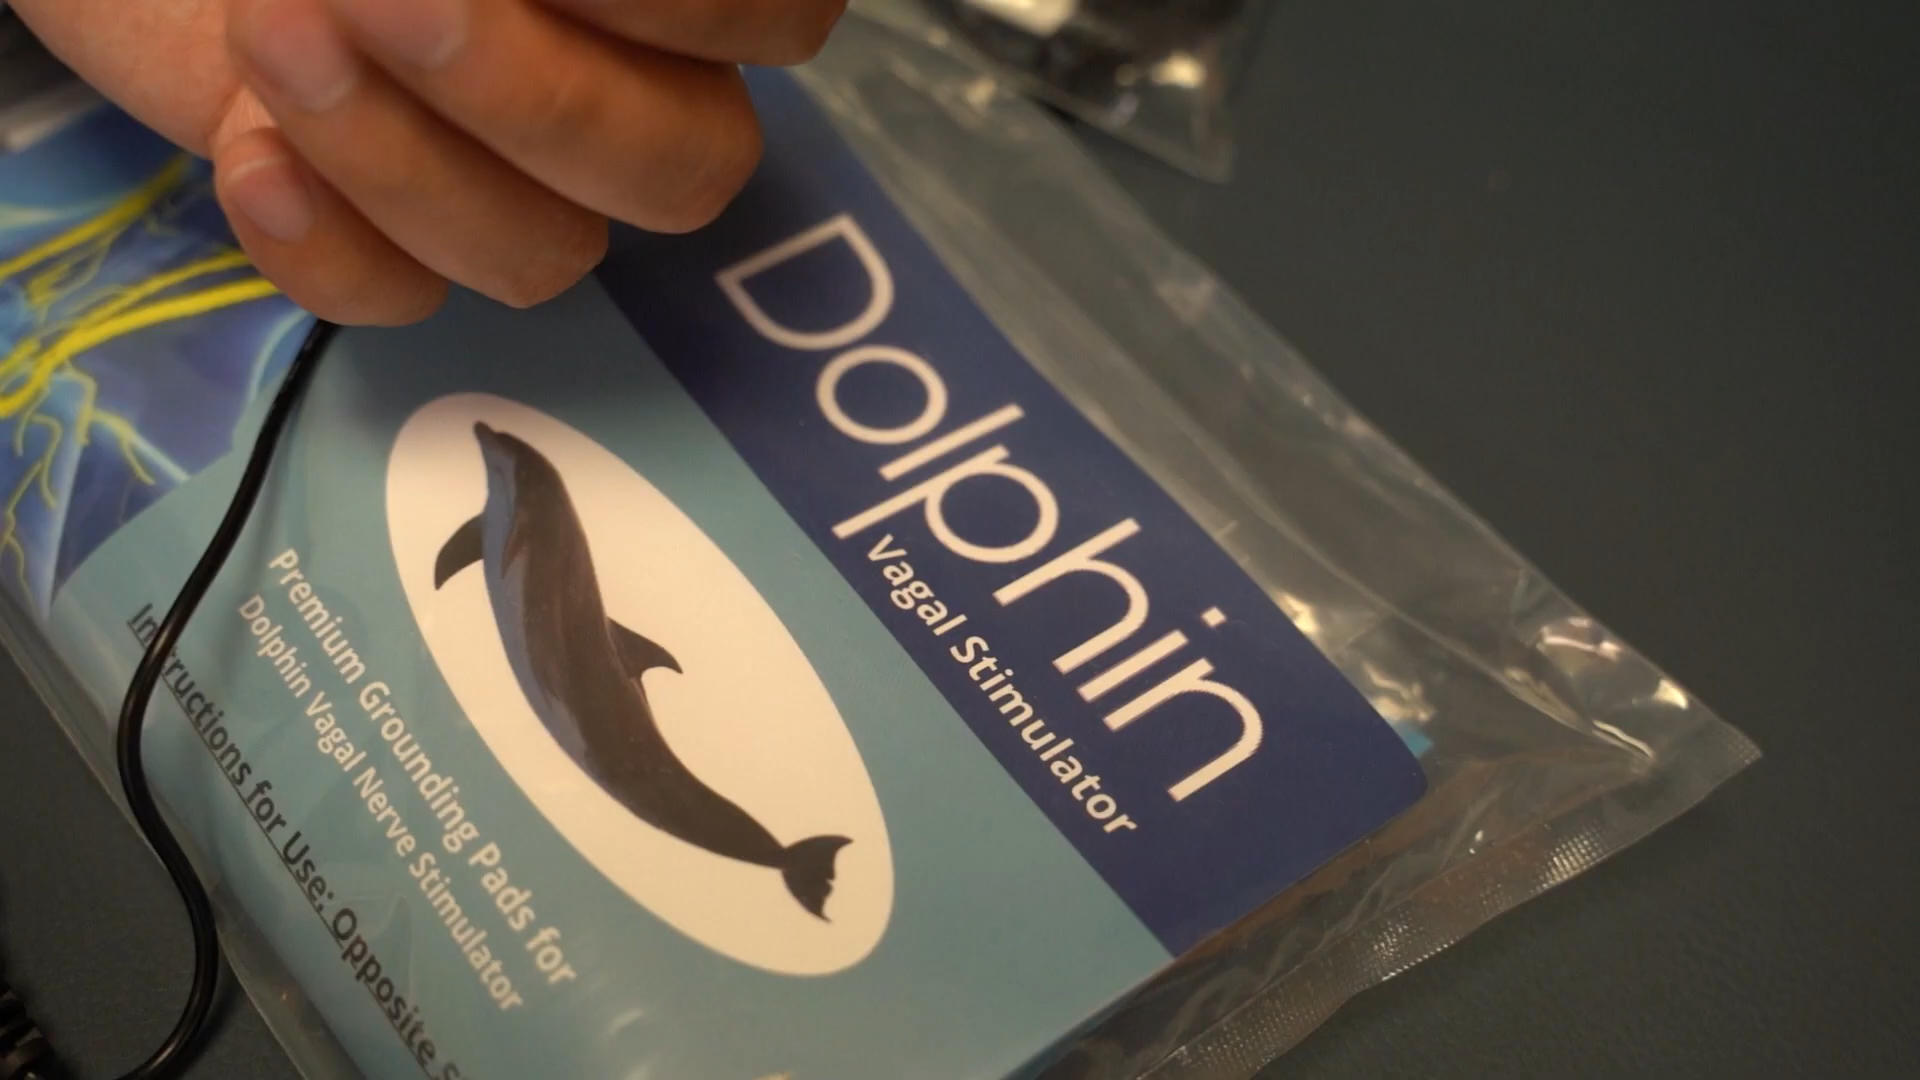 Dolphin
Vagal Stimulator
Premium Grounding Pads for
Dolphin Vagal Nerve Stimulator
Instructions for Use: Opposite